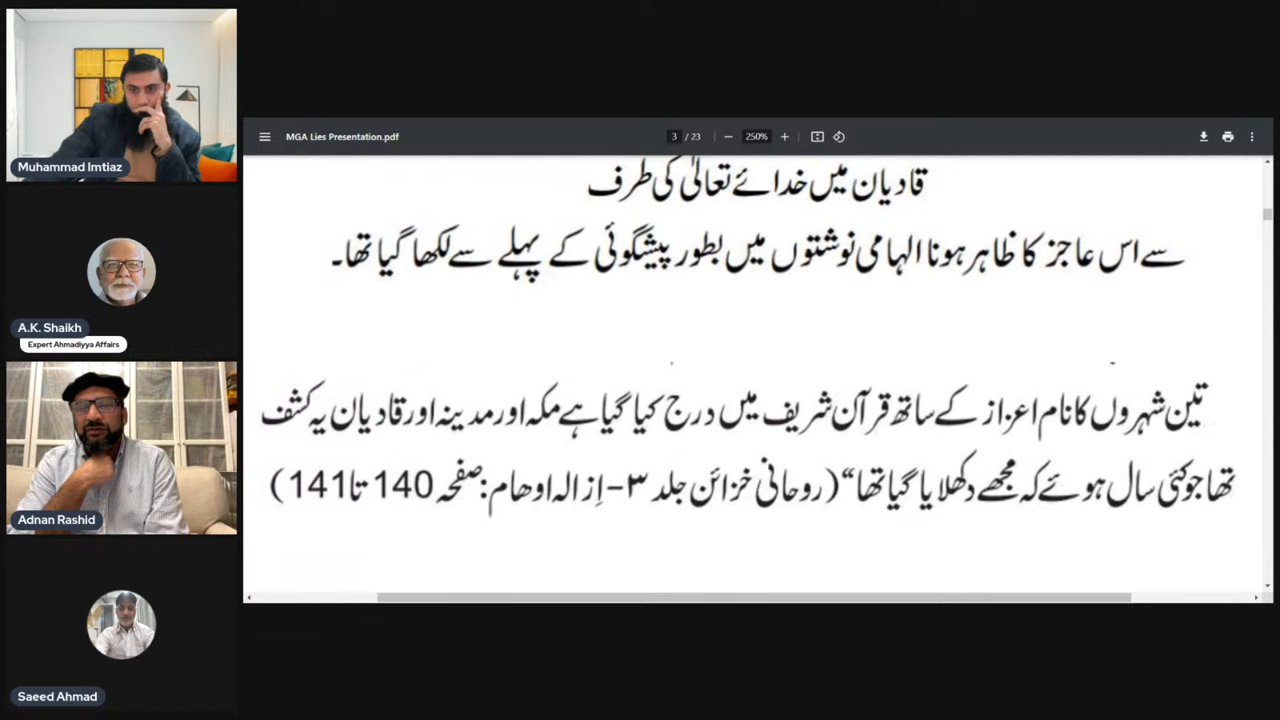 Muhammad Imtiaz
A.K. Shaikh
Expert Ahmadiyya Affairs
Adnan Rashid
Saeed Ahmad
MGA Lies Presentation.pdf
3 / 23
250%
قادیان میں خدائے تعالیٰ کی طرف
سے اس عاجز کا ظاہر ہونا الہامی نوشتوں میں بطور پیشگوئی کے پہلے سے لکھا گیا تھا۔
تین شہروں کا نام اعزاز کے ساتھ قرآن شریف میں درج کیا گیا ہے مکہ اور مدینہ اور قادیان یہ کشف
تھا جو کئی سال ہوئے کہ مجھے دکھلایا گیا تھا“ (روحانی خزائن جلد ۳- اِزالہ اوھام: صفحہ 140 تا 141)